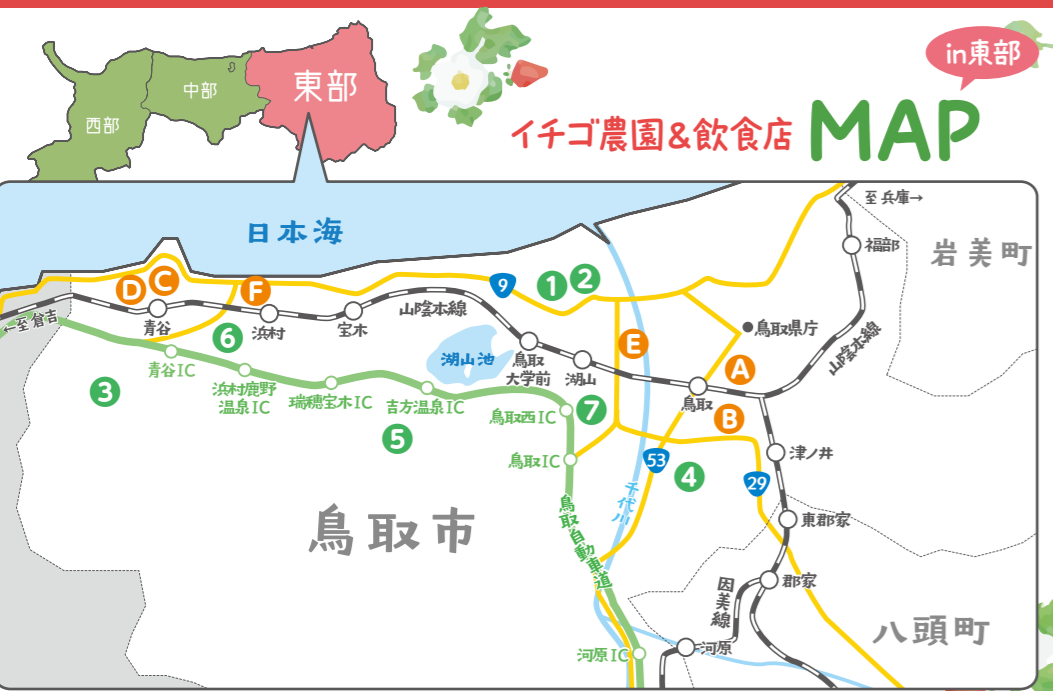 in東部
西部
中部
東部
イチゴ農園&飲食店 MAP
日本海
至 兵庫→
福部
岩美町
9
1
2
D
C
F
青谷
浜村
宝木
山陰本線
←至 倉吉
6
湖山池
鳥取
大学前
湖山
E
鳥取県庁
山陰本線
A
鳥取
B
青谷IC
浜村鹿野
温泉IC
瑞穂宝木IC
吉方温泉IC
鳥取西IC
7
3
5
鳥取IC
53
4
29
津ノ井
千代川
鳥取市
鳥取自動車道
東郡家
郡家
因美線
八頭町
河原
河原IC